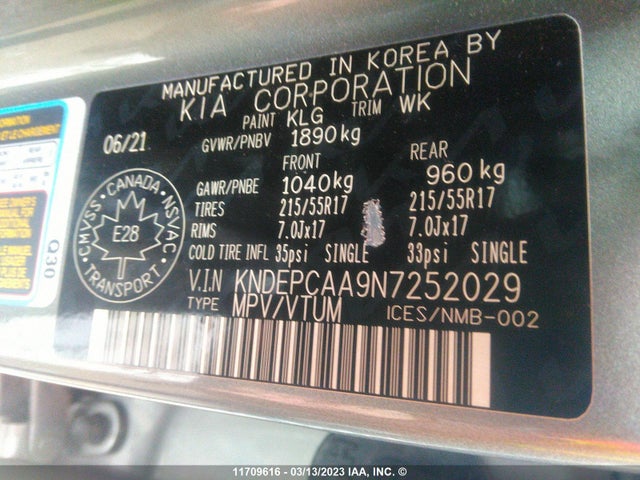 MANUFACTURED IN KOREA BY
KIA CORPORATION
PAINT KLG TRIM WK
06/21
GVWR/PNBV 1890kg
FRONT REAR
GAWR/PNBE 1040kg 960kg
TIRES 215/55R17 215/55R17
RIMS 7.0Jx17 7.0Jx17
COLD TIRE INFL 35psi SINGLE 33psi SINGLE
V.I.N KNDEPCAA9N7252029
TYPE MPV/VTUM ICES/NMB-002
CMVSS · CANADA · NSVAC
E28
TRANSPORT
Q30
11709616 - 03/13/2023 IAA, INC. ©